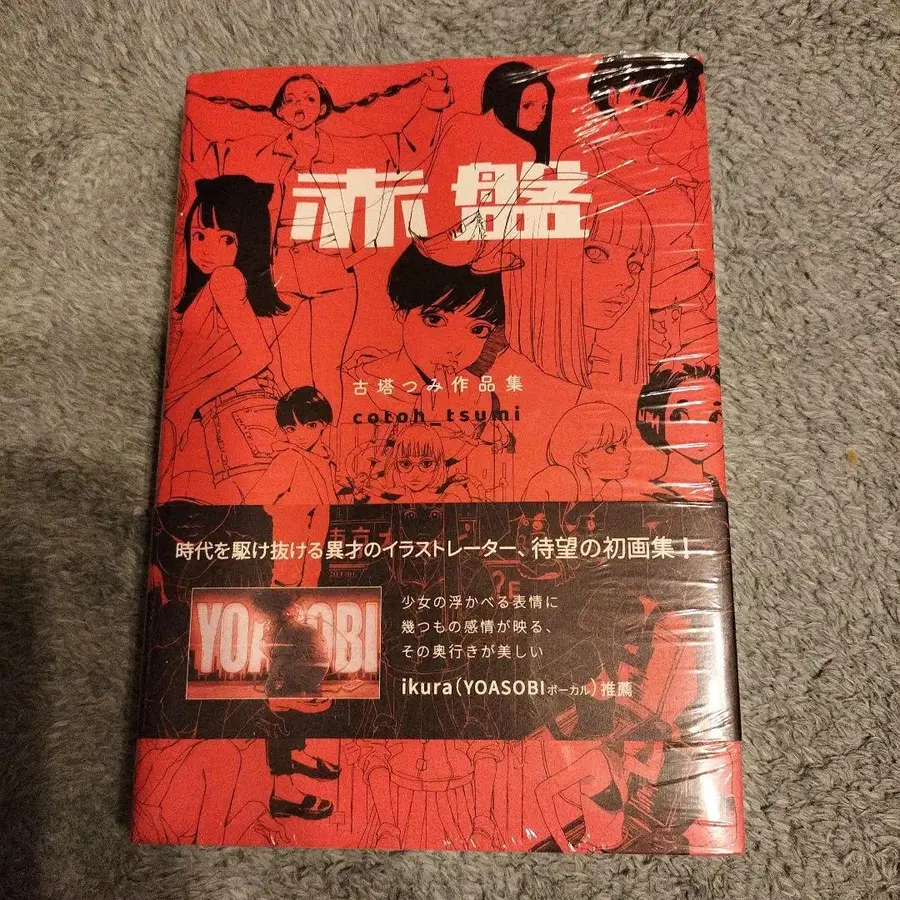 赤盤
古塔つみ作品集
cotoh_tsumi
時代を駆け抜ける異才のイラストレーター、待望の初画集!
YOASOBI
少女の浮かべる表情に
幾つもの感情が映る、
その奥行きが美しい
ikura(YOASOBIボーカル)推薦